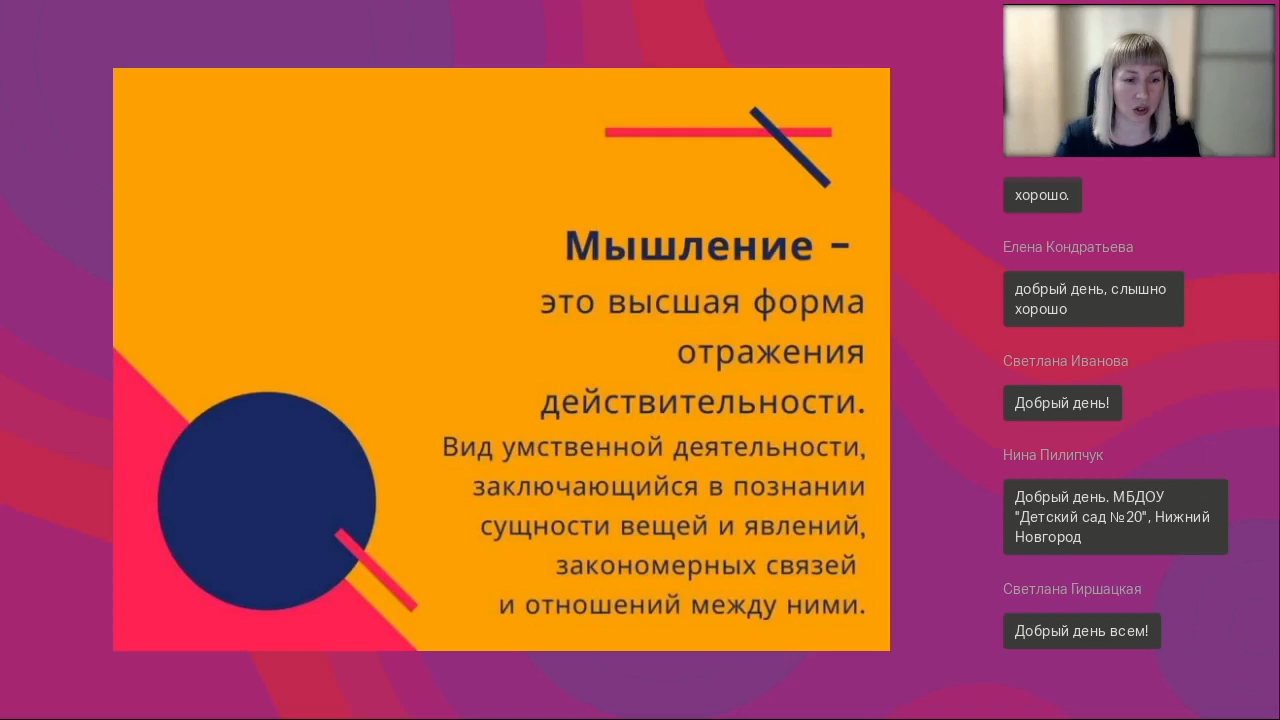 Мышление –
это высшая форма
отражения
действительности.
Вид умственной деятельности,
заключающийся в познании
сущности вещей и явлений,
закономерных связей
и отношений между ними.
хорошо.
Елена Кондратьева
добрый день, слышно
хорошо
Светлана Иванова
Добрый день!
Нина Пилипчук
Добрый день. МБДОУ
"Детский сад №20", Нижний
Новгород
Светлана Гиршацкая
Добрый день всем!